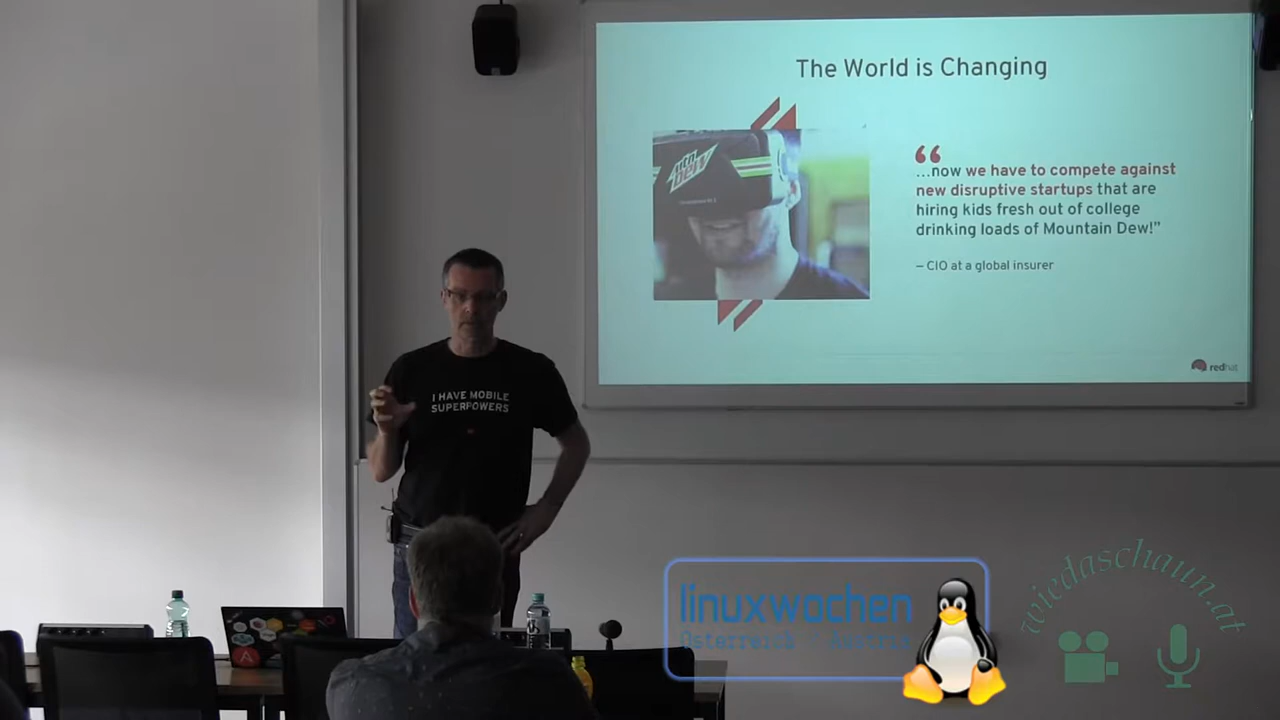 The World is Changing
mtn
DEW
...now we have to compete against
new disruptive startups that are
hiring kids fresh out of college
drinking loads of Mountain Dew!”
– CIO at a global insurer
redhat
I HAVE MOBILE
SUPERPOWERS
linuxwochen
Österreich / Austria
wiedaschaun.at